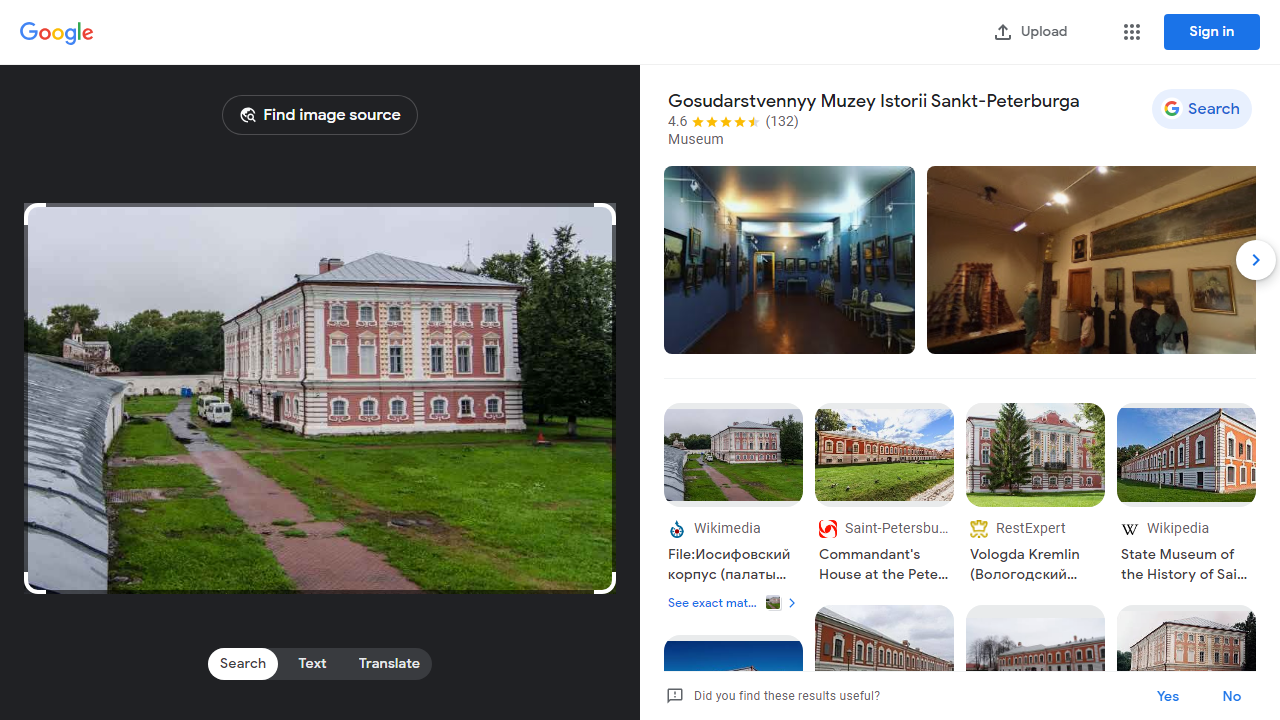 Google
Upload
Sign in
Find image source
Search
Text
Translate
Gosudarstvennyy Muzey Istorii Sankt-Peterburga
4.6 (132)
Museum
Search
Wikimedia
File:Иосифовский
корпус (палаты...
See exact mat...
Saint-Petersbu...
Commandant's
House at the Pete...
RestExpert
Vologda Kremlin
(Вологодский...
Wikipedia
State Museum of
the History of Sai...
Did you find these results useful?
Yes
No